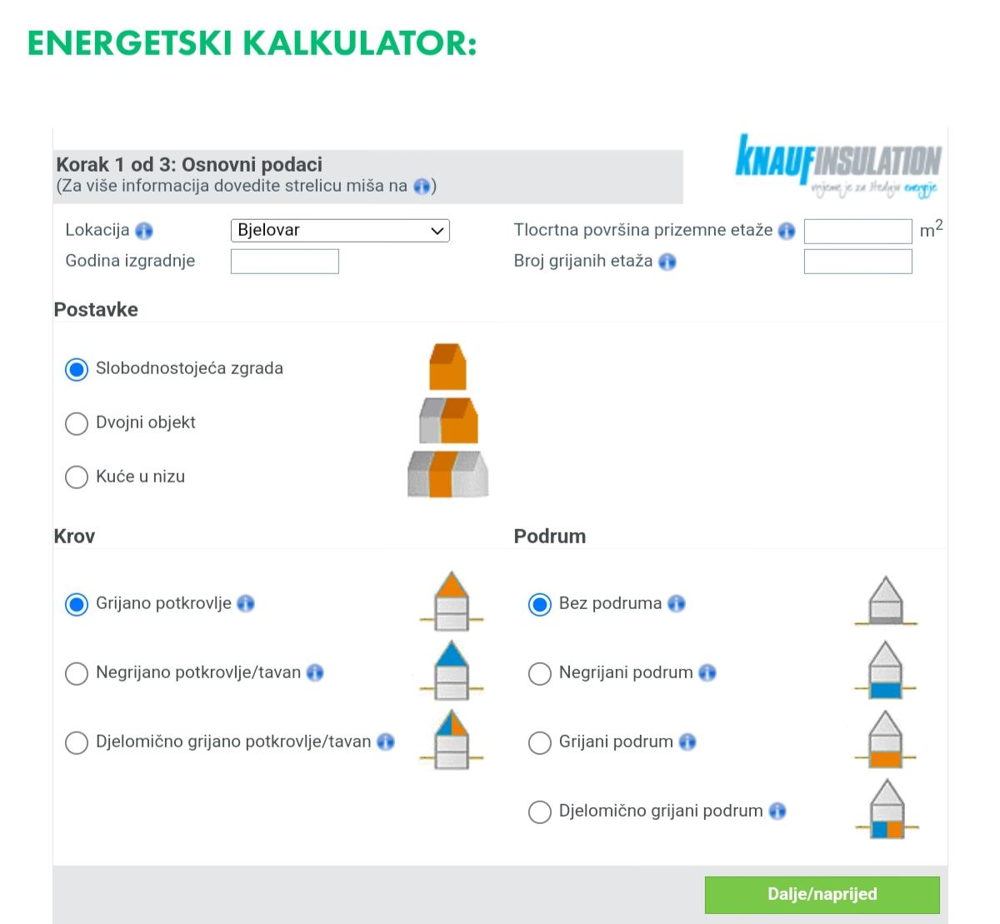 ENERGETSKI KALKULATOR:
Korak 1 od 3: Osnovni podaci
(Za više informacija dovedite strelicu miša na i)
KNAUFINSULATION
vrijeme je za štednju energije
Lokacija i Bjelovar
Tlocrtna površina prizemne etaže i m²
Godina izgradnje
Broj grijanih etaža i
Postavke
Slobodnostojeća zgrada
Dvojni objekt
Kuće u nizu
Krov
Grijano potkrovlje i
Negrijano potkrovlje/tavan i
Djelomično grijano potkrovlje/tavan i
Podrum
Bez podruma i
Negrijani podrum i
Grijani podrum i
Djelomično grijani podrum i
Dalje/naprijed